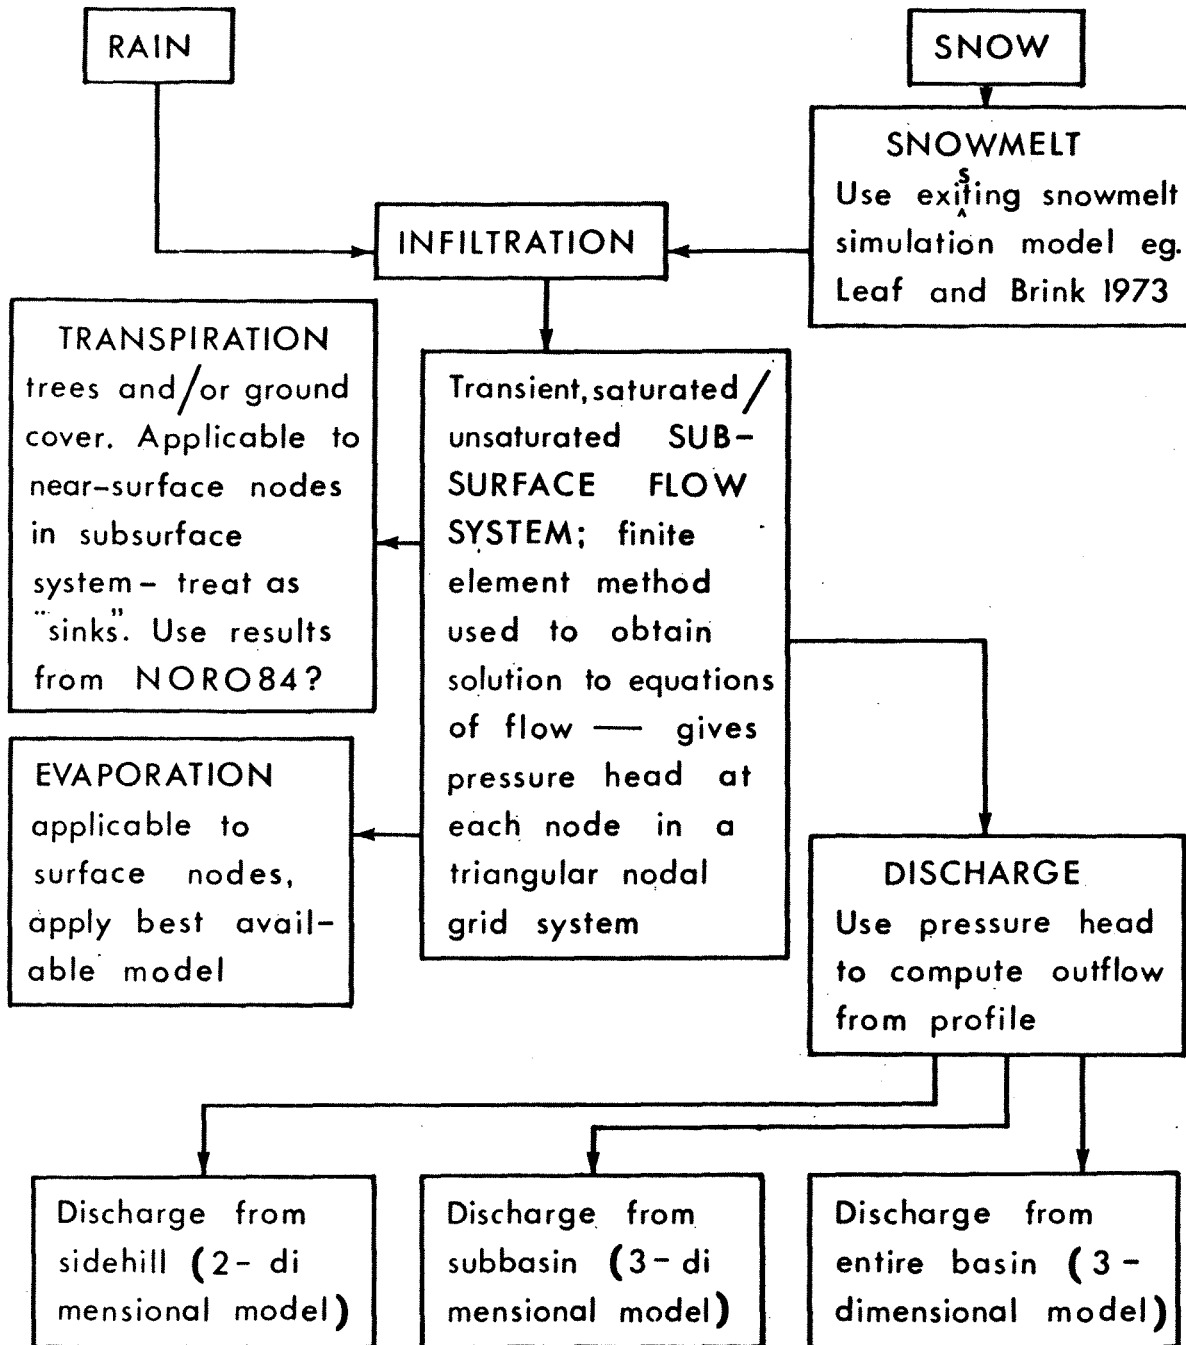 RAIN
SNOW
SNOWMELT
Use exi^sting snowmelt
simulation model eg.
Leaf and Brink 1973
INFILTRATION
TRANSPIRATION
trees and/or ground
cover. Applicable to
near-surface nodes
in subsurface
system- treat as
"sinks". Use results
from NORO84?
Transient, saturated/
unsaturated SUB-
SURFACE FLOW
SYSTEM; finite
element method
used to obtain
solution to equations
of flow — gives
pressure head at
each node in a
triangular nodal
grid system
EVAPORATION
applicable to
surface nodes,
apply best avail-
able model
DISCHARGE
Use pressure head
to compute outflow
from profile
Discharge from
sidehill (2- di
mensional model)
Discharge from
subbasin (3- di
mensional model)
Discharge from
entire basin (3-
dimensional model)